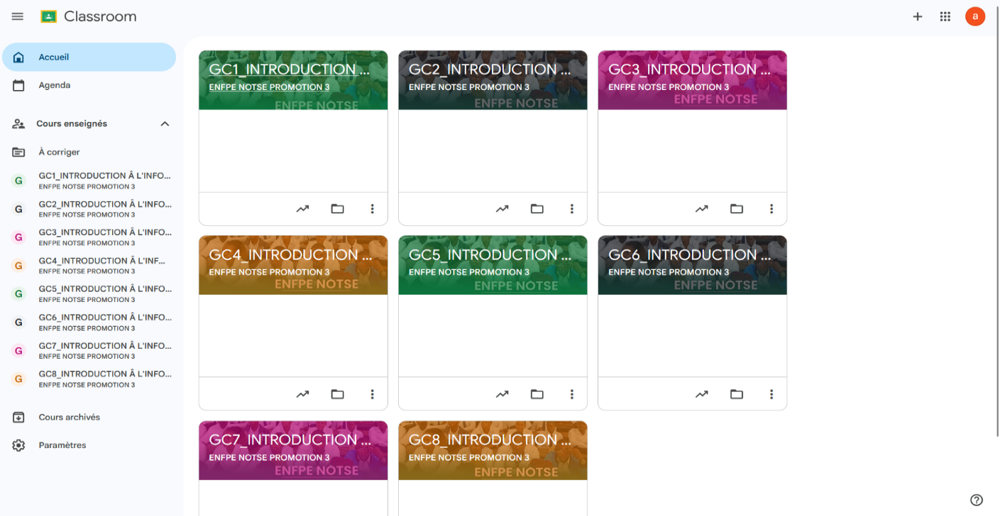 Classroom
a
Accueil
Agenda
Cours enseignés
À corriger
G
GC1_INTRODUCTION Â L'INFO...
ENFPE NOTSE PROMOTION 3
G
GC2_INTRODUCTION Â L'INFO...
ENFPE NOTSE PROMOTION 3
G
GC3_INTRODUCTION Â L'INFO...
ENFPE NOTSE PROMOTION 3
G
GC4_INTRODUCTION Â L'INF...
ENFPE NOTSE PROMOTION 3
G
GC5_INTRODUCTION Â L'INFO...
ENFPE NOTSE PROMOTION 3
G
GC6_INTRODUCTION Â L'INFO...
ENFPE NOTSE PROMOTION 3
G
GC7_INTRODUCTION Â L'INFO...
ENFPE NOTSE PROMOTION 3
G
GC8_INTRODUCTION Â L'INFO...
ENFPE NOTSE PROMOTION 3
Cours archivés
Paramètres
GC1_INTRODUCTION ...
ENFPE NOTSE PROMOTION 3
ENFPE NOTSE
GC2_INTRODUCTION ...
ENFPE NOTSE PROMOTION 3
ENFPE NOTSE
GC3_INTRODUCTION ...
ENFPE NOTSE PROMOTION 3
ENFPE NOTSE
GC4_INTRODUCTION ...
ENFPE NOTSE PROMOTION 3
ENFPE NOTSE
GC5_INTRODUCTION ...
ENFPE NOTSE PROMOTION 3
ENFPE NOTSE
GC6_INTRODUCTION ...
ENFPE NOTSE PROMOTION 3
ENFPE NOTSE
GC7_INTRODUCTION ...
ENFPE NOTSE PROMOTION 3
ENFPE NOTSE
GC8_INTRODUCTION ...
ENFPE NOTSE PROMOTION 3
ENFPE NOTSE